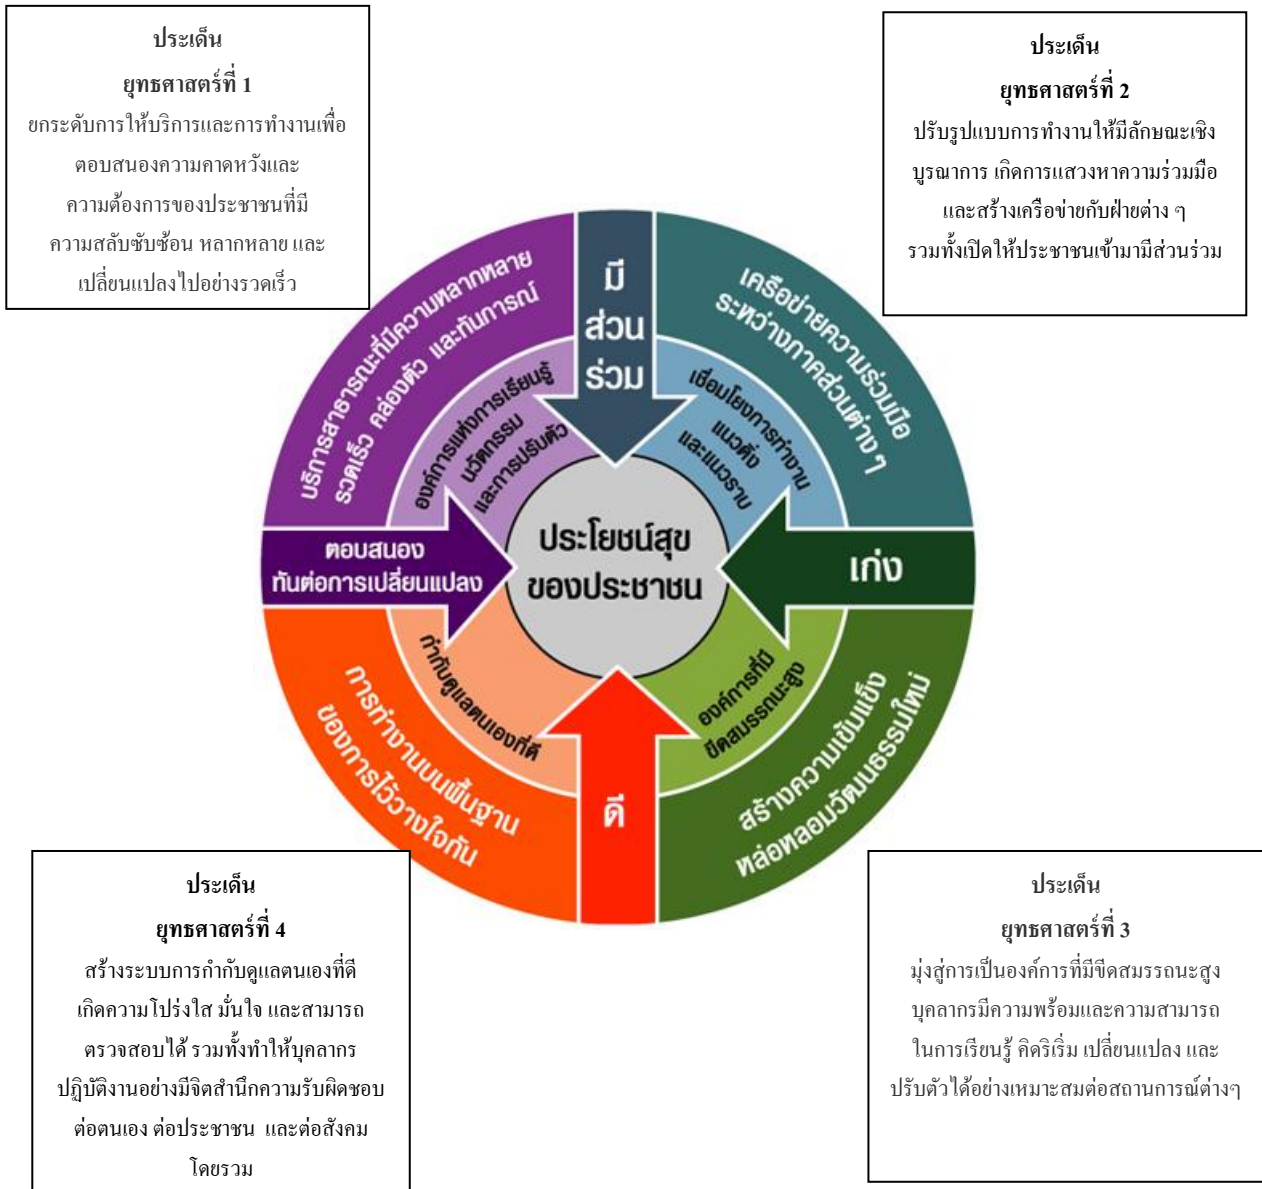 ประเด็น
ยุทธศาสตร์ที่ 1
ยกระดับการให้บริการและการทำงานเพื่อ
ตอบสนองความคาดหวังและ
ความต้องการของประชาชนที่มี
ความสลับซับซ้อน หลากหลาย และ
เปลี่ยนแปลงไปอย่างรวดเร็ว
ประเด็น
ยุทธศาสตร์ที่ 2
ปรับรูปแบบการทำงานให้มีลักษณะเชิง
บูรณาการ เกิดการแสวงหาความร่วมมือ
และสร้างเครือข่ายกับฝ่ายต่าง ๆ
รวมทั้งเปิดให้ประชาชนเข้ามามีส่วนร่วม
บริการสาธารณะที่มีความหลากหลาย
รวดเร็ว คล่องตัว และทันการณ์
องค์การแห่งการเรียนรู้
นวัตกรรม
และการปรับตัว
มี
ส่วน
ร่วม
เครือข่ายความร่วมมือ
ระหว่างภาคส่วนต่าง ๆ
เชื่อมโยงการทำงาน
แนวดิ่ง
และแนวราบ
ตอบสนอง
ทันต่อการเปลี่ยนแปลง
ประโยชน์สุข
ของประชาชน
เก่ง
กำกับดูแลตนเองที่ดี
การทำงานบนพื้นฐาน
ของการไว้วางใจกัน
ดี
องค์การที่มี
ขีดสมรรถนะสูง
สร้างความเข้มแข็ง
หล่อหลอมวัฒนธรรมใหม่
ประเด็น
ยุทธศาสตร์ที่ 4
สร้างระบบการกำกับดูแลตนเองที่ดี
เกิดความโปร่งใส มั่นใจ และสามารถ
ตรวจสอบได้ รวมทั้งทำให้บุคลากร
ปฏิบัติงานอย่างมีจิตสำนึกความรับผิดชอบ
ต่อตนเอง ต่อประชาชน และต่อสังคม
โดยรวม
ประเด็น
ยุทธศาสตร์ที่ 3
มุ่งสู่การเป็นองค์การที่มีขีดสมรรถนะสูง
บุคลากรมีความพร้อมและความสามารถ
ในการเรียนรู้ คิดริเริ่ม เปลี่ยนแปลง และ
ปรับตัวได้อย่างเหมาะสมต่อสถานการณ์ต่างๆ